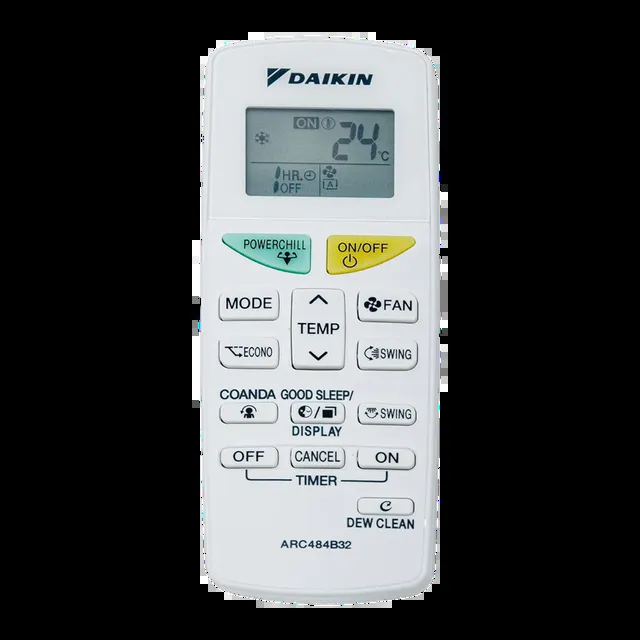 DAIKIN
ON
24°C
1HR.
OFF
A
POWERCHILL
ON/OFF
MODE
TEMP
FAN
ECONO
SWING
COANDA GOOD SLEEP/
/
SWING
DISPLAY
OFF CANCEL ON
TIMER
DEW CLEAN
ARC484B32